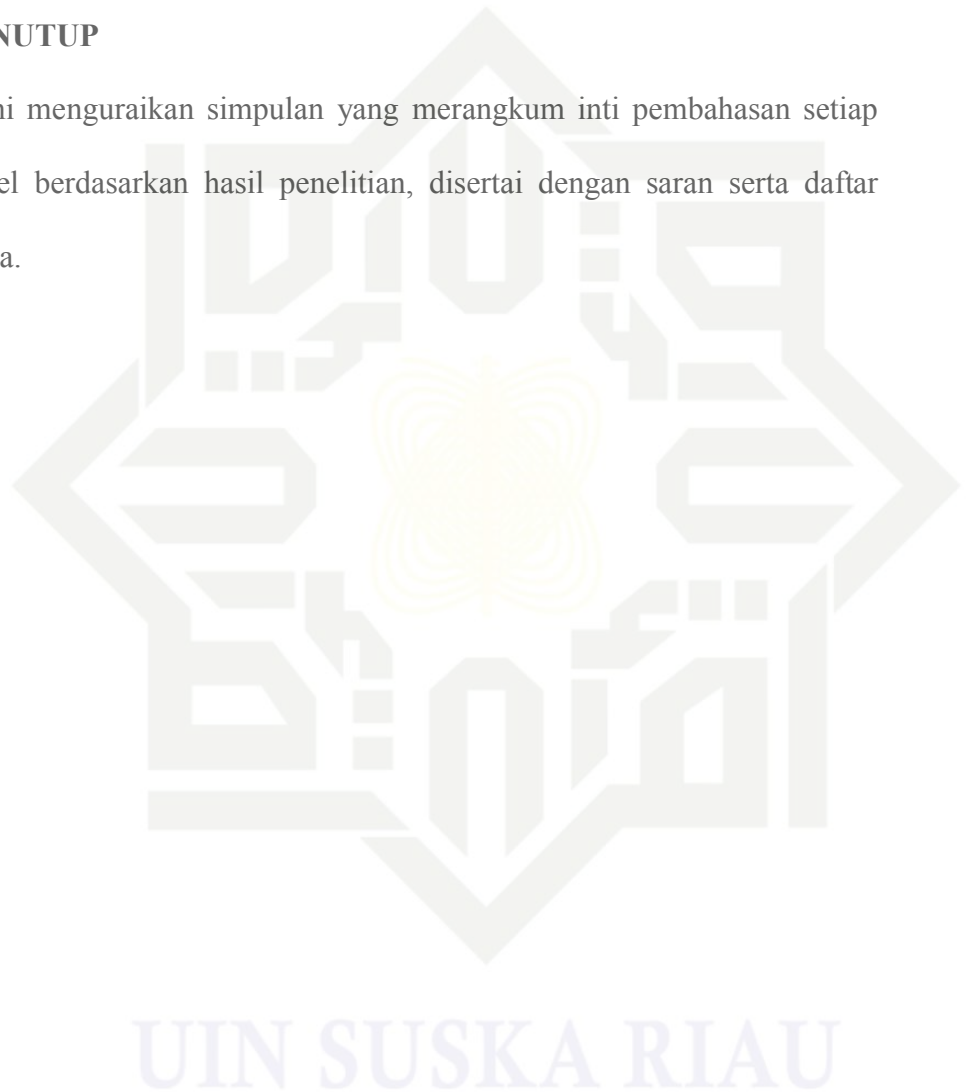 NUTUP
ni menguraikan simpulan yang merangkum inti pembahasan setiap
el berdasarkan hasil penelitian, disertai dengan saran serta daftar
a.
UIN SUSKA RIAU